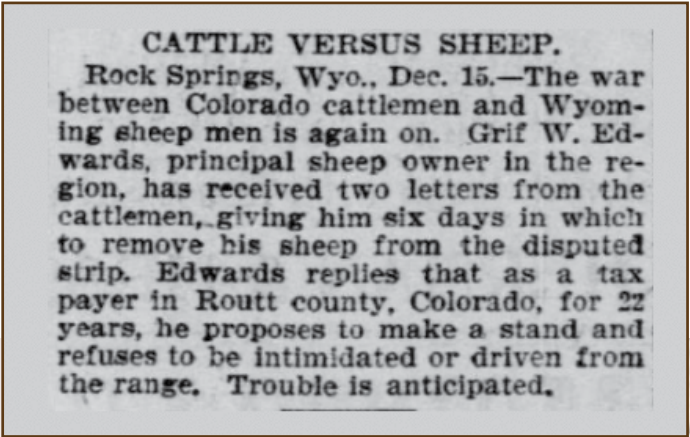 CATTLE VERSUS SHEEP.
Rock Springs, Wyo., Dec. 15.—The war
between Colorado cattlemen and Wyom-
ing sheep men is again on. Grif W. Ed-
wards, principal sheep owner in the re-
gion, has received two letters from the
cattlemen, giving him six days in which
to remove his sheep from the disputed
strip. Edwards replies that as a tax
payer in Routt county, Colorado, for 22
years, he proposes to make a stand and
refuses to be intimidated or driven from
the range. Trouble is anticipated.